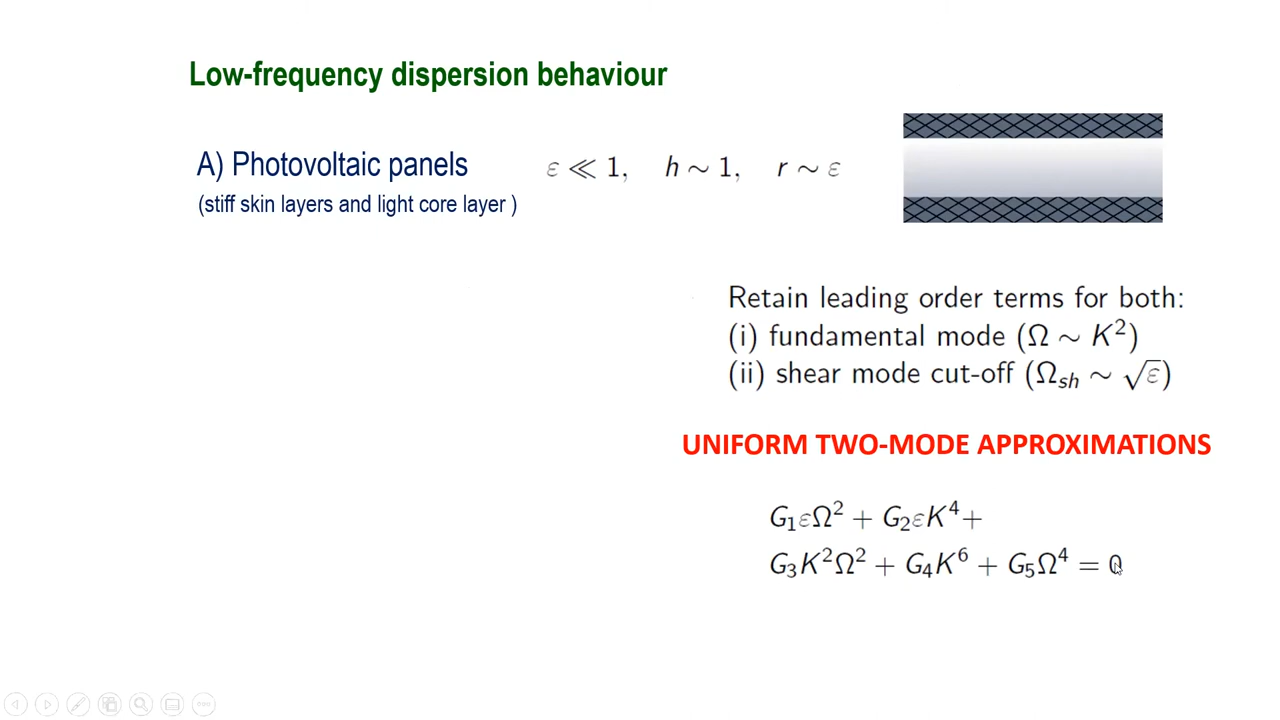 Low-frequency dispersion behaviour
A) Photovoltaic panels ε ≪ 1, h ∼ 1, r ∼ ε
(stiff skin layers and light core layer )
Retain leading order terms for both:
(i) fundamental mode (Ω ∼ K²)
(ii) shear mode cut-off (Ωₛₕ ∼ √ε)
UNIFORM TWO-MODE APPROXIMATIONS
G₁εΩ² + G₂εK⁴+
G₃K²Ω² + G₄K⁶ + G₅Ω⁴ = 0